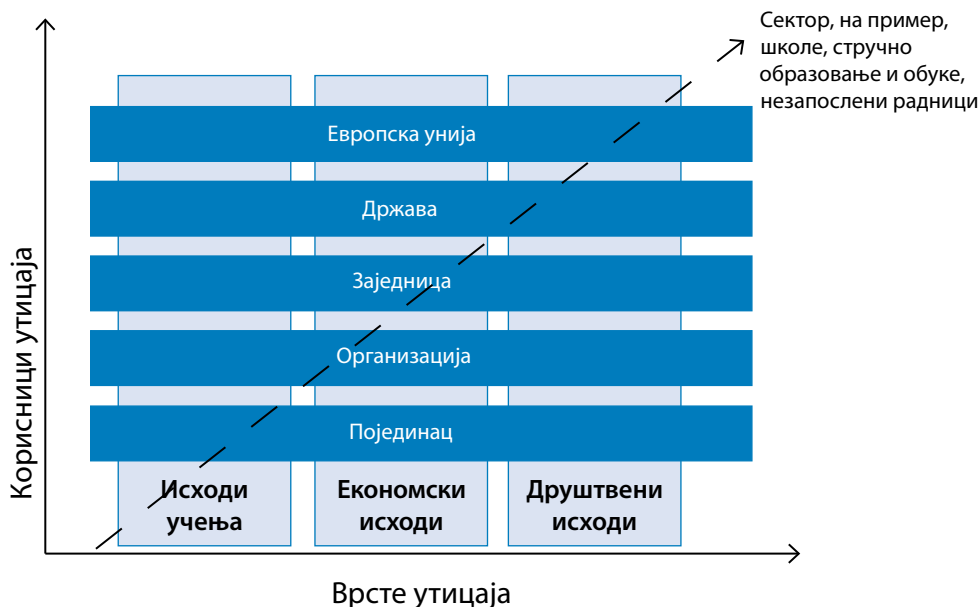 Сектор, на пример,
школе, стручно
образовање и обуке,
незапослени радници
Европска унија
Држава
Заједница
Организација
Појединац
Исходи
учења
Економски
исходи
Друштвени
исходи
Корисници утицаја
Врсте утицаја